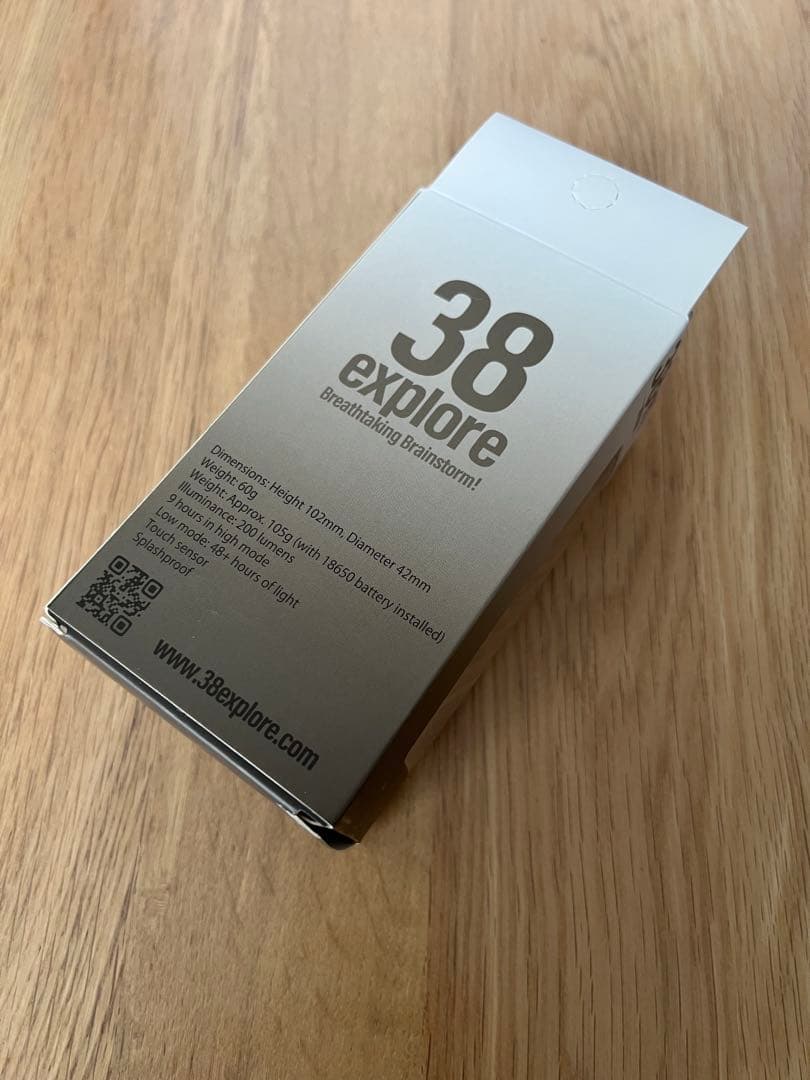 38
explore
Breathtaking Brainstorm!
Dimensions: Height 102mm, Diameter 42mm
Weight: 60g
Weight: Approx. 105g (with 18650 battery installed)
Illuminance: 200 lumens
9 hours in high mode
Low mode: 48+ hours of light
Touch sensor
Splashproof
www.38explore.com